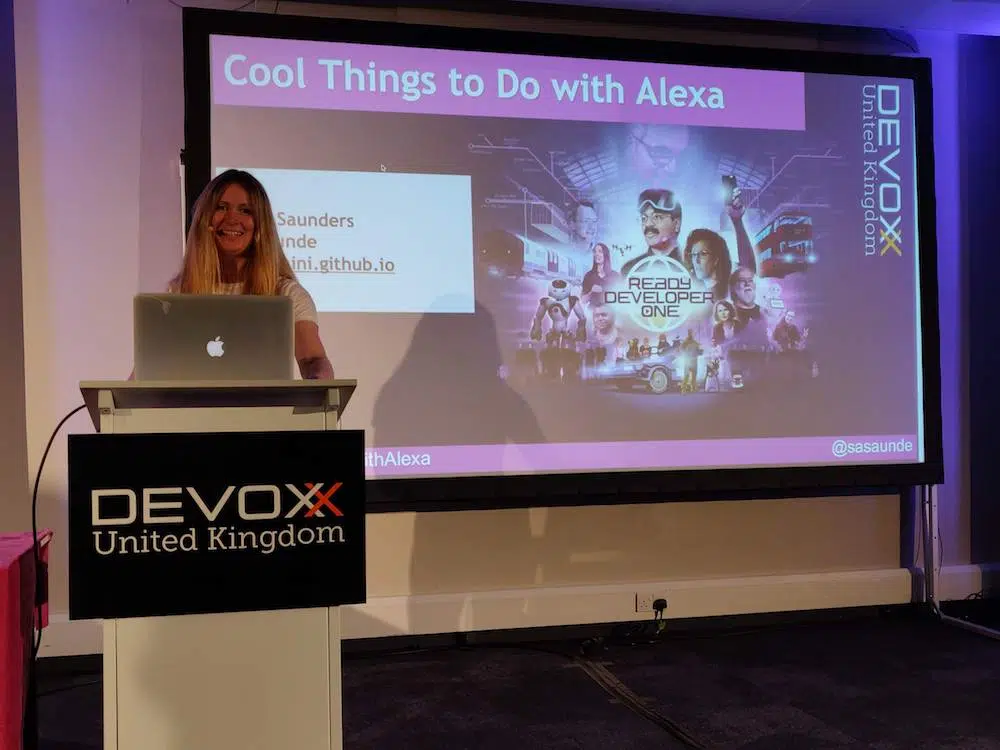 Cool Things to Do with Alexa
DEVOXX
United Kingdom
Saunders
unde
ini.github.io
READY
DEVELOPER
ONE
ithAlexa
@sasaunde
DEVOXX
United Kingdom